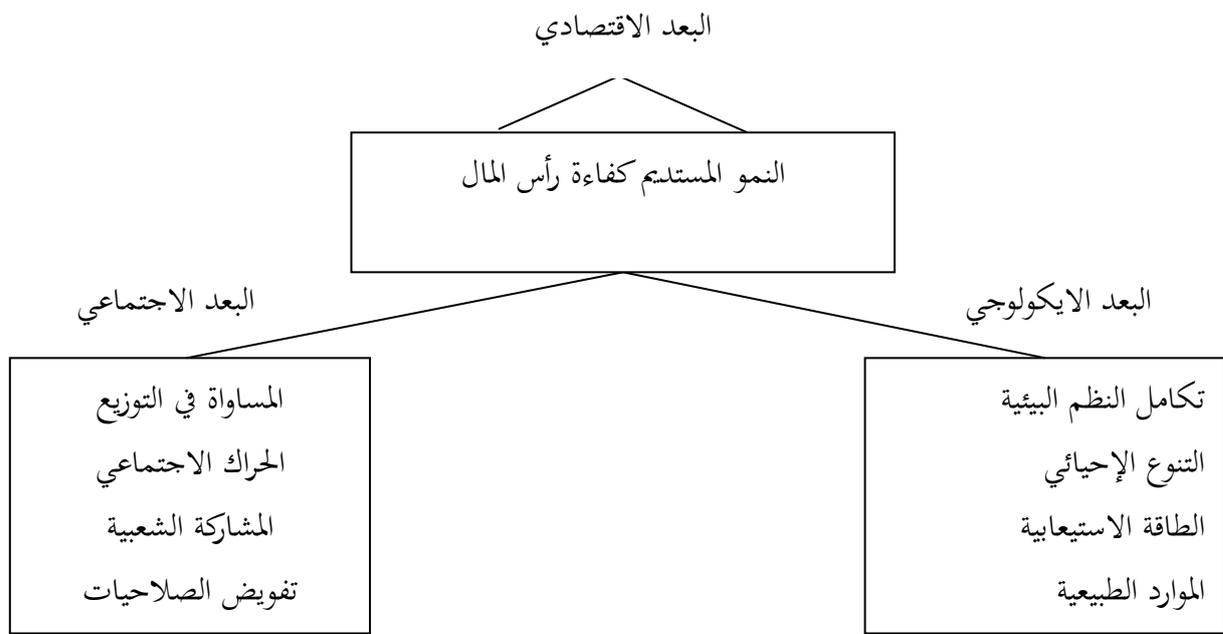 البعد الاقتصادي
النمو المستديم كفاءة رأس المال
البعد الايكولوجي
البعد الاجتماعي
تكامل النظم البيئية
التنوع الإحيائي
الطاقة الاستيعابية
الموارد الطبيعية
المساواة في التوزيع
الحراك الاجتماعي
المشاركة الشعبية
تفويض الصلاحيات